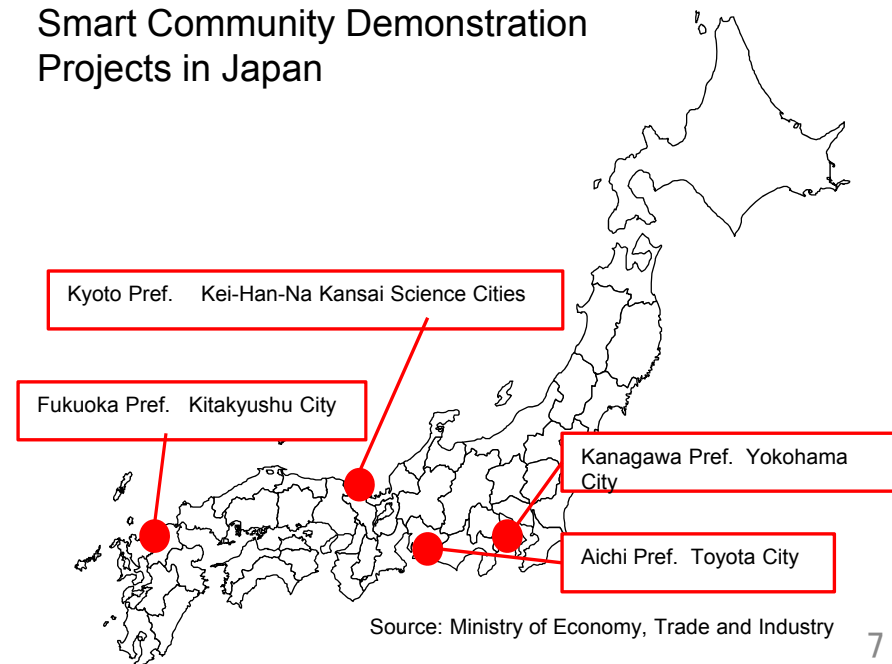 Smart Community Demonstration
Projects in Japan
Kyoto Pref. Kei-Han-Na Kansai Science Cities
Fukuoka Pref. Kitakyushu City
Kanagawa Pref. Yokohama
City
Aichi Pref. Toyota City
Source: Ministry of Economy, Trade and Industry
7